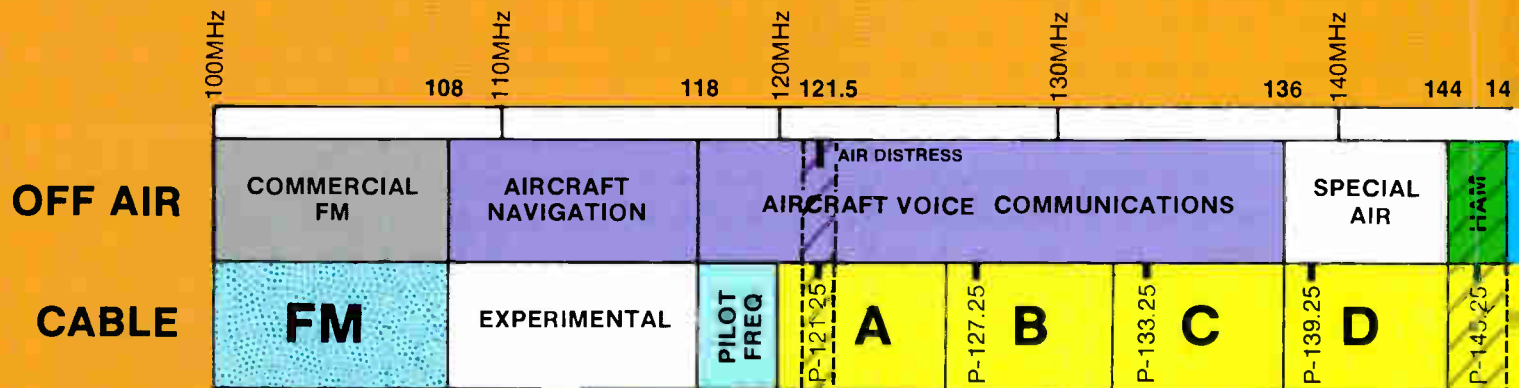 100MHz
108
110MHz
118
120MHz
121.5
130MHz
136
140MHz
144
14
OFF AIR
COMMERCIAL
FM
AIRCRAFT
NAVIGATION
AIR DISTRESS
AIRCRAFT VOICE COMMUNICATIONS
SPECIAL
AIR
HAM
CABLE
FM
EXPERIMENTAL
PILOT
FREQ
P-121.25
A
P-127.25
B
P-133.25
C
P-139.25
D
P-145.25